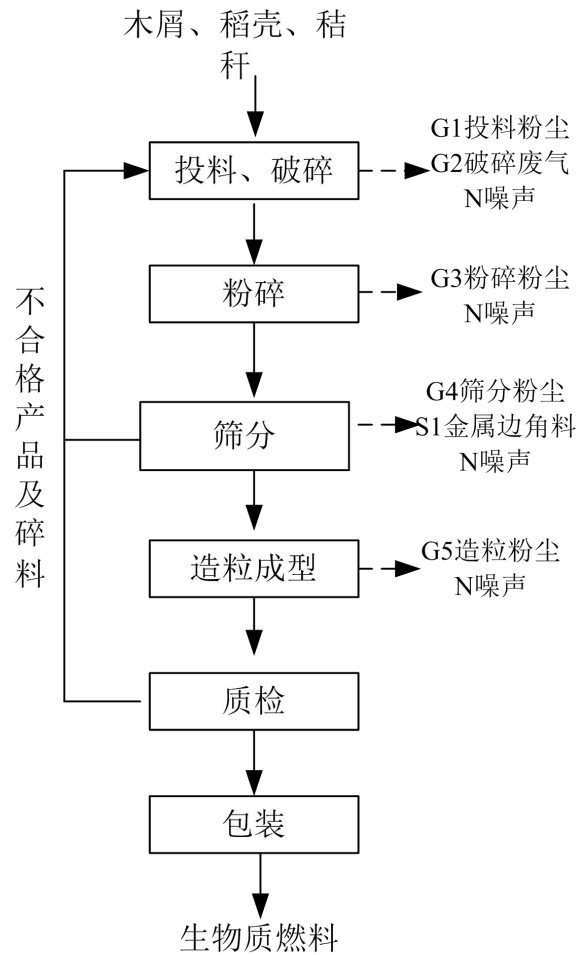 木屑、稻壳、秸
秆
投料、破碎
G1投料粉尘
G2破碎废气
N噪声
粉碎
G3粉碎粉尘
N噪声
不合格产品及碎料
筛分
G4筛分粉尘
S1金属边角料
N噪声
造粒成型
G5造粒粉尘
N噪声
质检
包装
生物质燃料